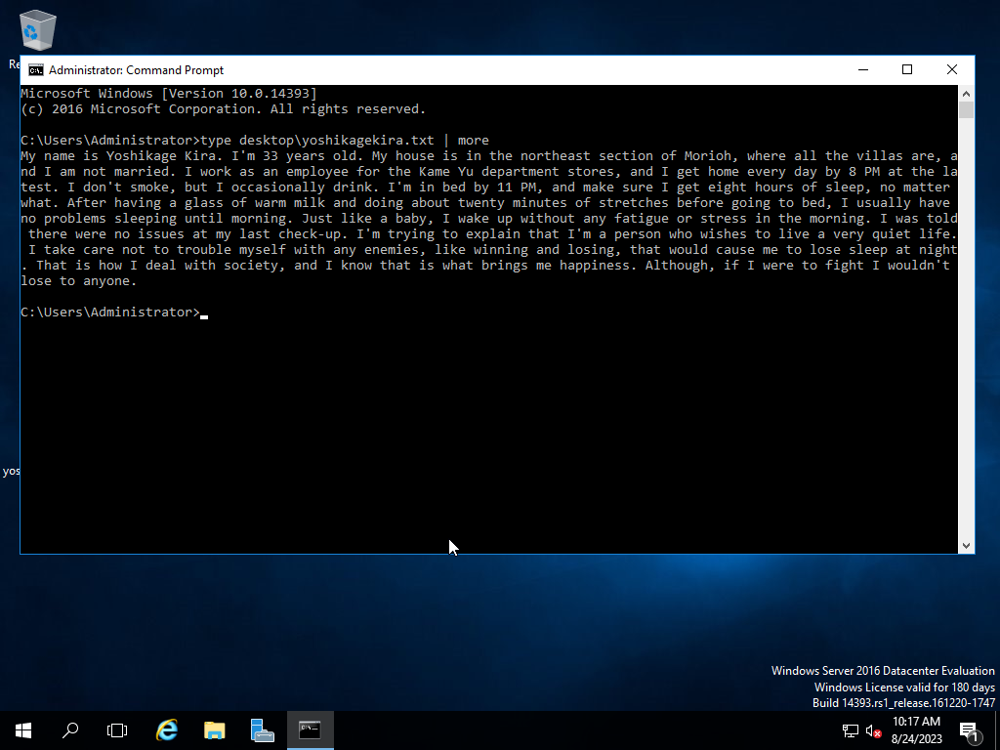 Re
Administrator: Command Prompt
Microsoft Windows [Version 10.0.14393]
(c) 2016 Microsoft Corporation. All rights reserved.
C:\Users\Administrator>type desktop\yoshikagekira.txt | more
My name is Yoshikage Kira. I'm 33 years old. My house is in the northeast section of Morioh, where all the villas are, a
nd I am not married. I work as an employee for the Kame Yu department stores, and I get home every day by 8 PM at the la
test. I don't smoke, but I occasionally drink. I'm in bed by 11 PM, and make sure I get eight hours of sleep, no matter
what. After having a glass of warm milk and doing about twenty minutes of stretches before going to bed, I usually have
no problems sleeping until morning. Just like a baby, I wake up without any fatigue or stress in the morning. I was told
there were no issues at my last check-up. I'm trying to explain that I'm a person who wishes to live a very quiet life.
I take care not to trouble myself with any enemies, like winning and losing, that would cause me to lose sleep at night
. That is how I deal with society, and I know that is what brings me happiness. Although, if I were to fight I wouldn't
lose to anyone.
C:\Users\Administrator>
yos
Windows Server 2016 Datacenter Evaluation
Windows License valid for 180 days
Build 14393.rs1_release.161220-1747
10:17 AM
8/24/2023
1